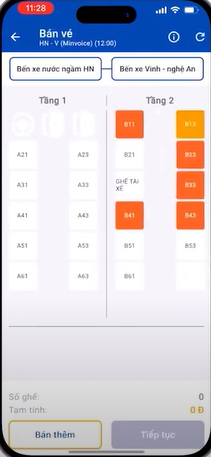 11:28
Bán vé
HN - V (Minvoice) (12:00)
Bến xe nước ngầm HN
Bến xe Vinh - nghệ An
Tầng 1
Tầng 2
B11
B13
A21
A23
B21
B23
A31
A33
GHẾ TÀI XẾ
B33
A41
A43
B41
B43
A51
A53
B51
B53
A61
A63
B61
Số ghế:
0
Tạm tính:
0 Đ
Bán thêm
Tiếp tục